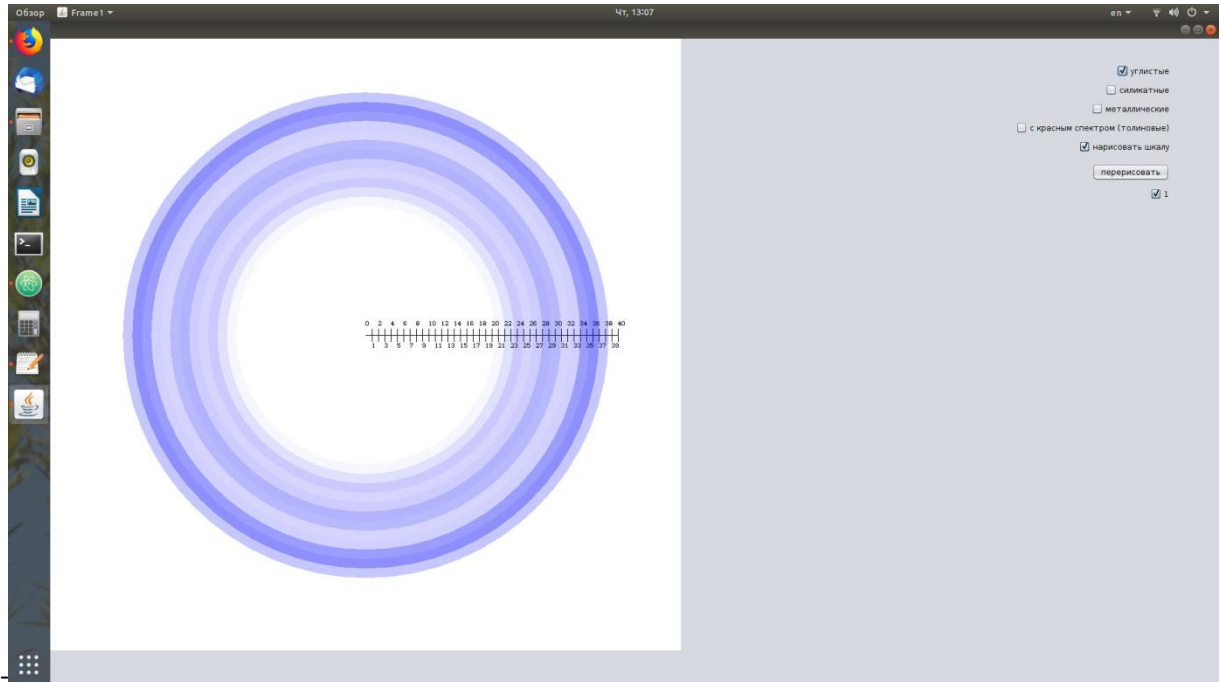 Обзор Frame1 Чт, 13:07 en
углистые
силикатные
металлические
с красным спектром (толиновые)
нарисовать шкалу
перерисовать
1
0 2 4 6 8 10 12 14 16 18 20 22 24 26 28 30 32 34 36 38 40
1 3 5 7 9 11 13 15 17 19 21 23 25 27 29 31 33 35 37 39